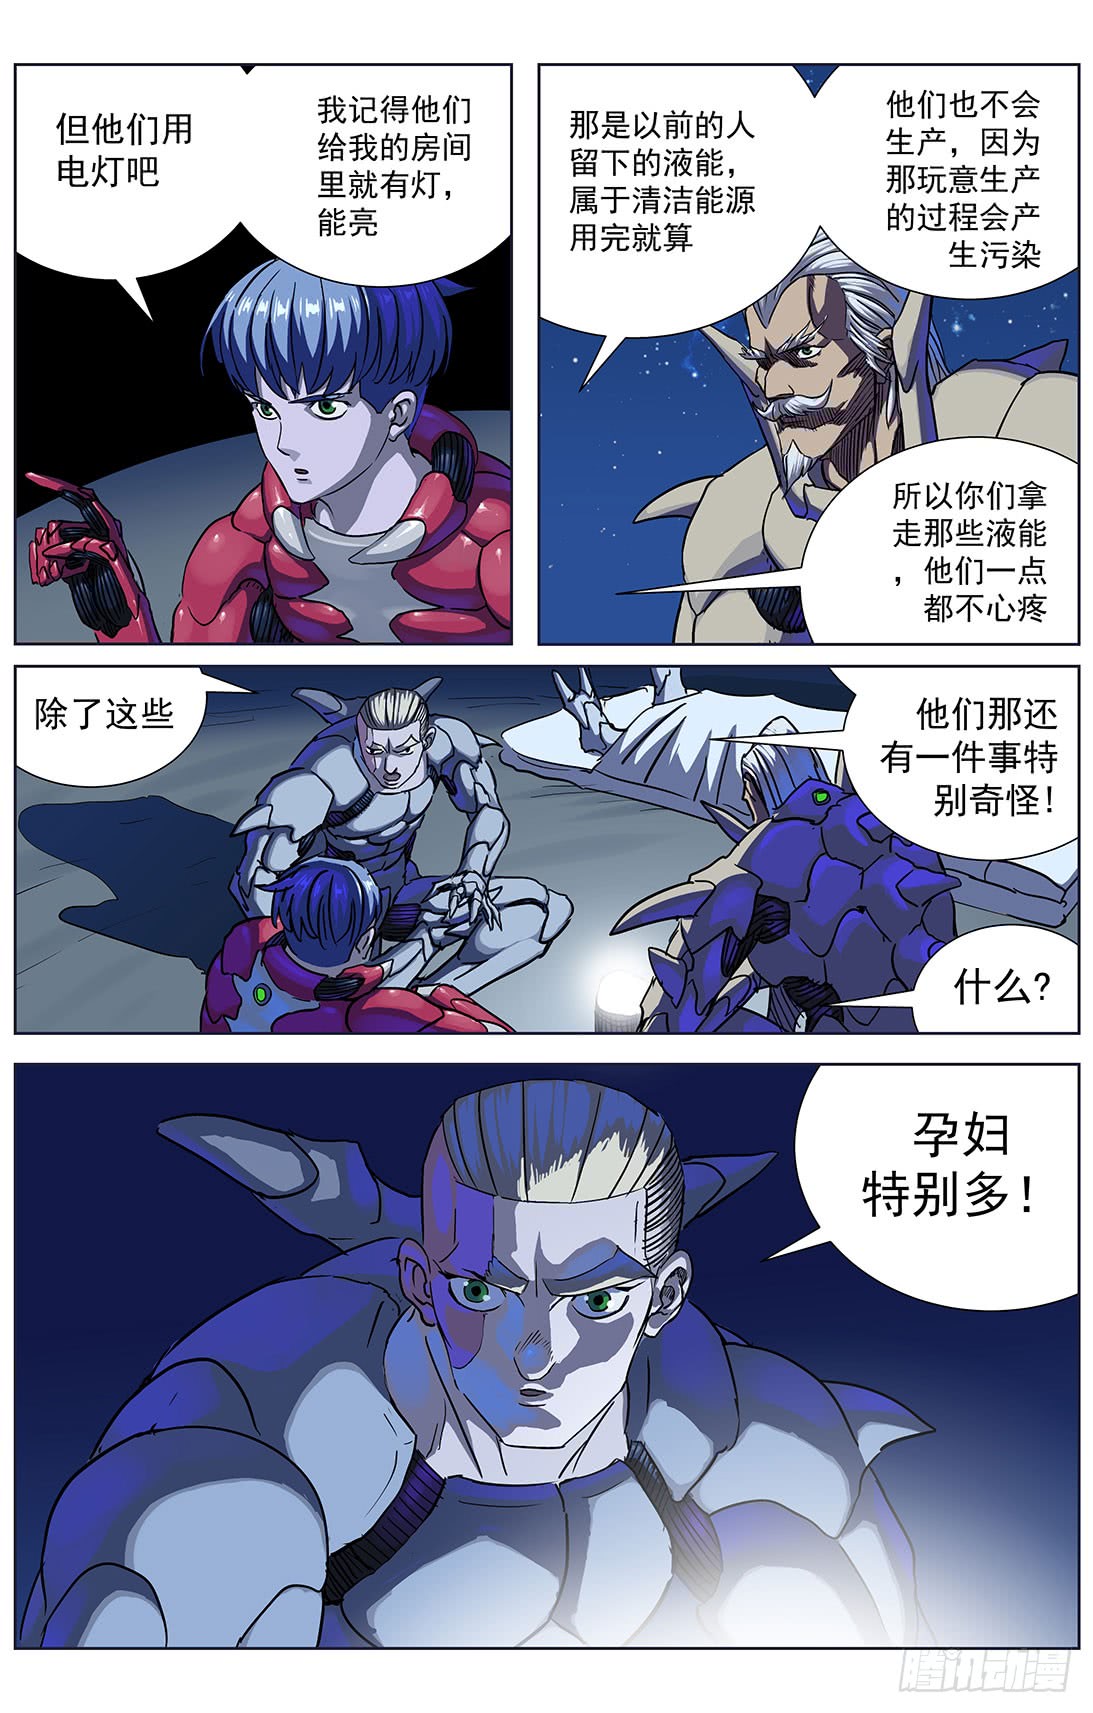 但他们用
电灯吧
我记得他们
给我的房间
里就有灯，
能亮
那是以前的人
留下的液能，
属于清洁能源
用完就算
他们也不会
生产，因为
那玩意生产
的过程会产
生污染
所以你们拿
走那些液能
，他们一点
都不心疼
除了这些
他们那还
有一件事特
别奇怪！
什么？
孕妇
特别多！
腾讯动漫